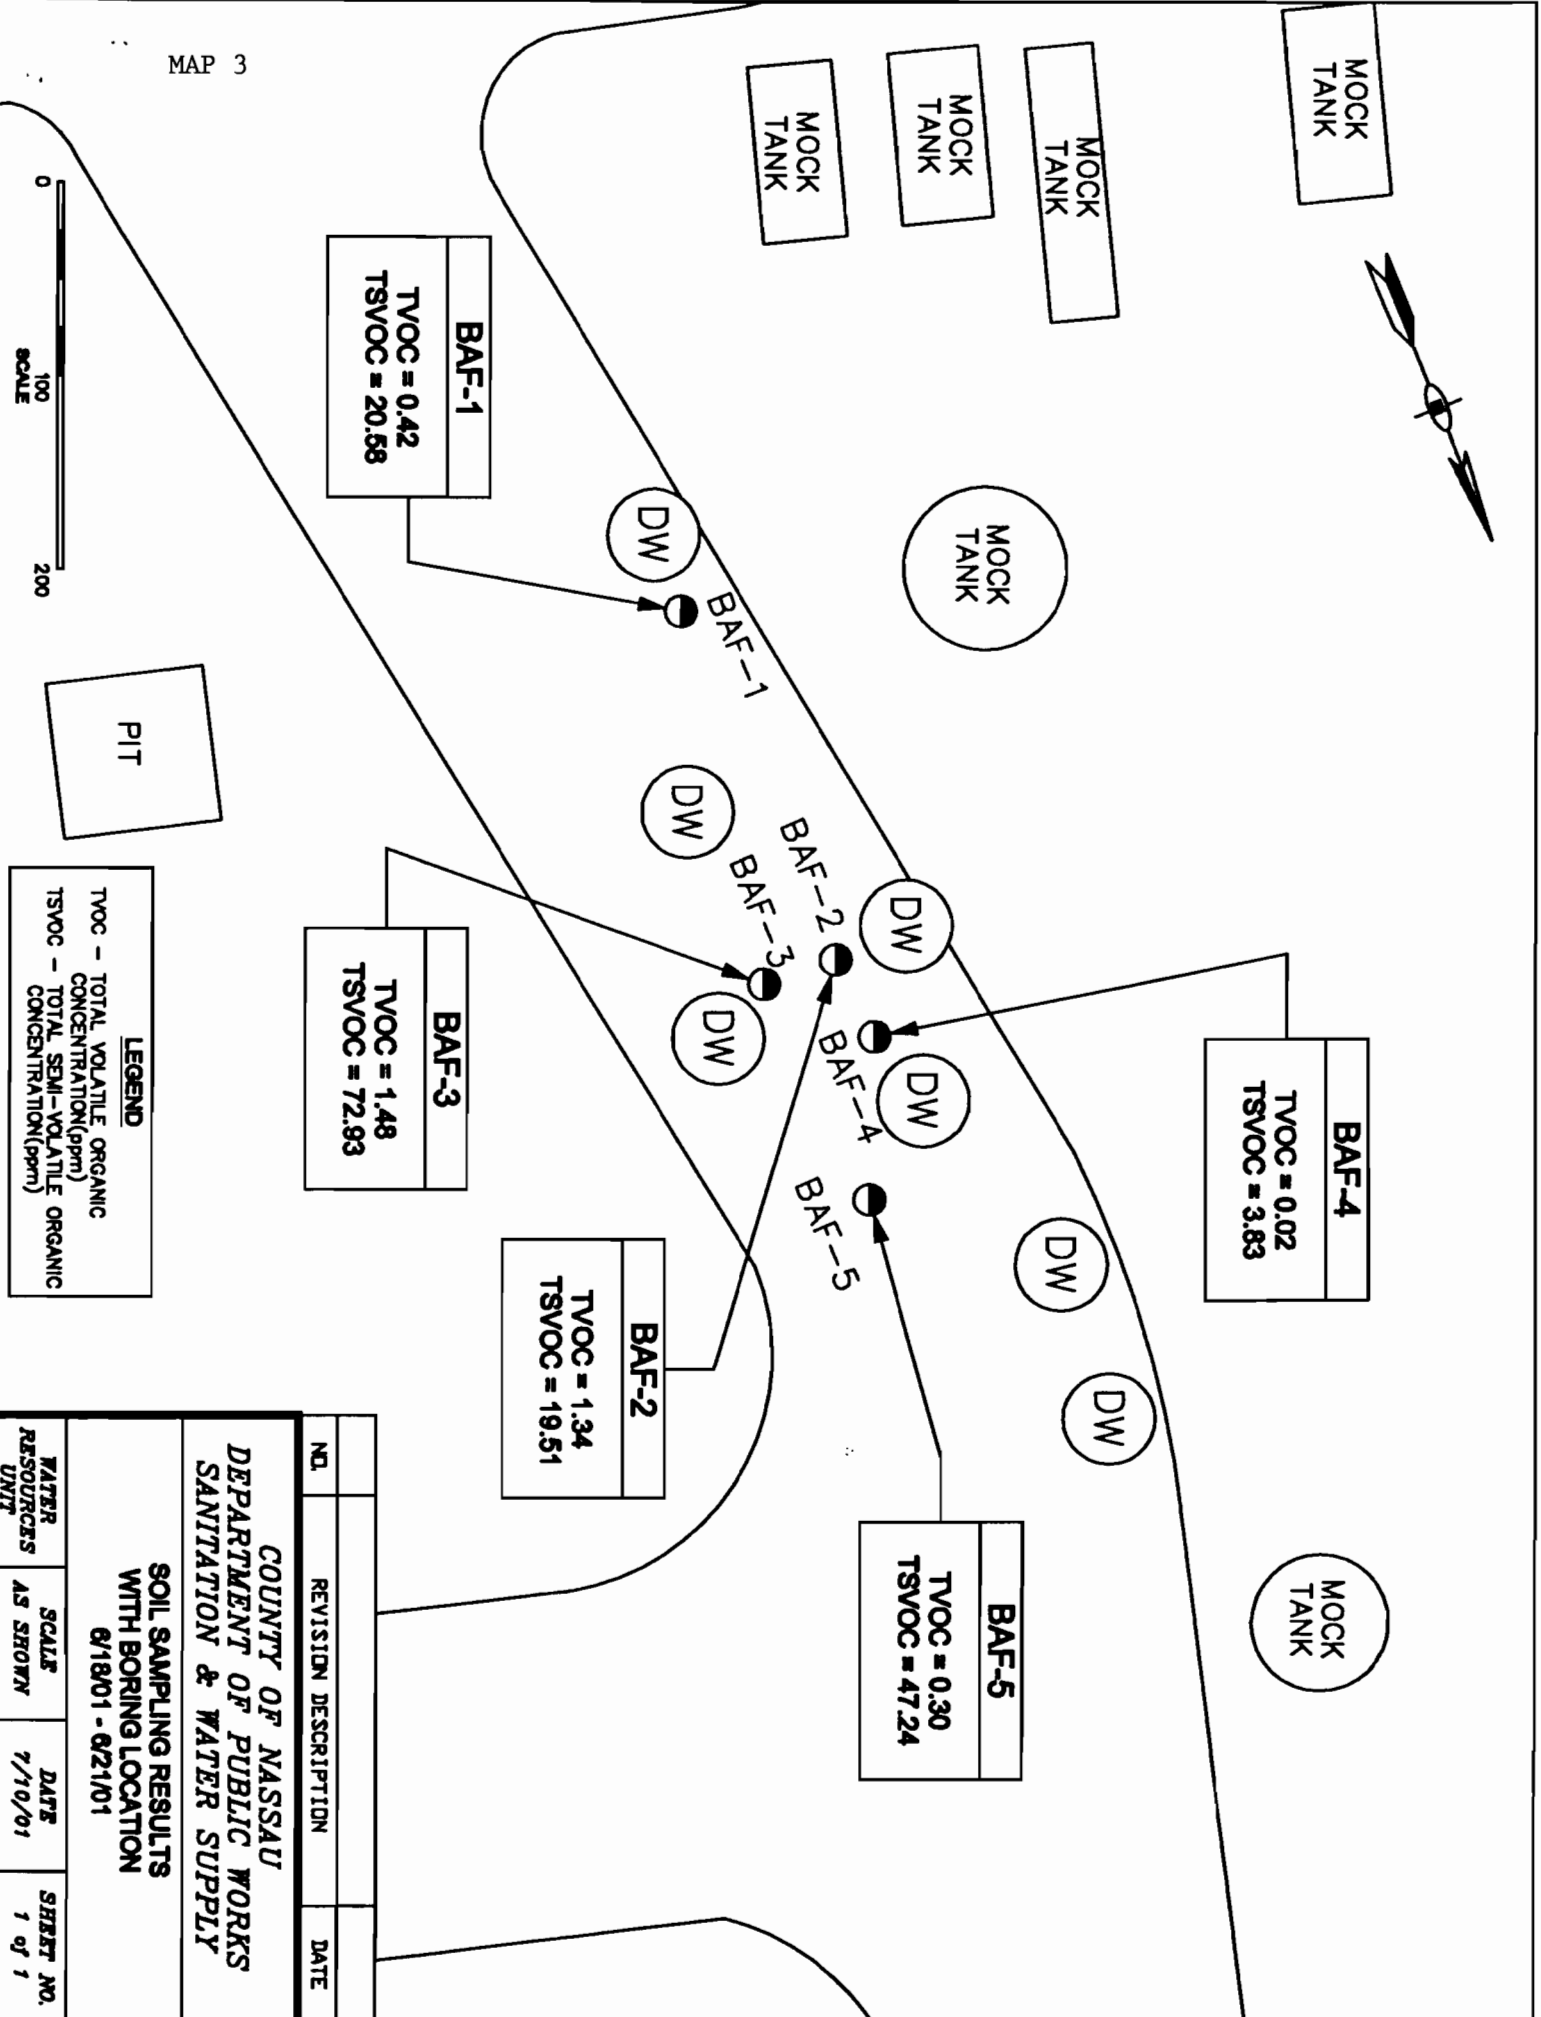 MAP 3
MOCK
TANK
MOCK
TANK
MOCK
TANK
MOCK
TANK
MOCK
TANK
MOCK
TANK
BAF-1
TVOC = 0.42
TSVOC = 20.58
DW
BAF-1
DW
BAF-2
BAF-3
DW
DW
BAF-4
DW
BAF-5
DW
DW
BAF-4
TVOC = 0.02
TSVOC = 3.83
BAF-3
TVOC = 1.48
TSVOC = 72.93
BAF-2
TVOC = 1.34
TSVOC = 19.51
BAF-5
TVOC = 0.30
TSVOC = 47.24
0 100 200
SCALE
PIT
LEGEND
TVOC - TOTAL VOLATILE ORGANIC
CONCENTRATION(ppm)
TSVOC - TOTAL SEMI-VOLATILE ORGANIC
CONCENTRATION(ppm)
NO. REVISION DESCRIPTION DATE
COUNTY OF NASSAU
DEPARTMENT OF PUBLIC WORKS
SANITATION & WATER SUPPLY
SOIL SAMPLING RESULTS
WITH BORING LOCATION
6/18/01 - 6/21/01
WATER
RESOURCES
UNIT
SCALE
AS SHOWN
DATE
7/10/01
SHEET NO.
1 of 1